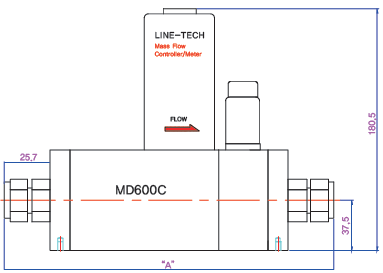 LINE-TECH
Mass Flow
Controller/Meter
FLOW
180,5
25,7
MD600C
37,5
"A"